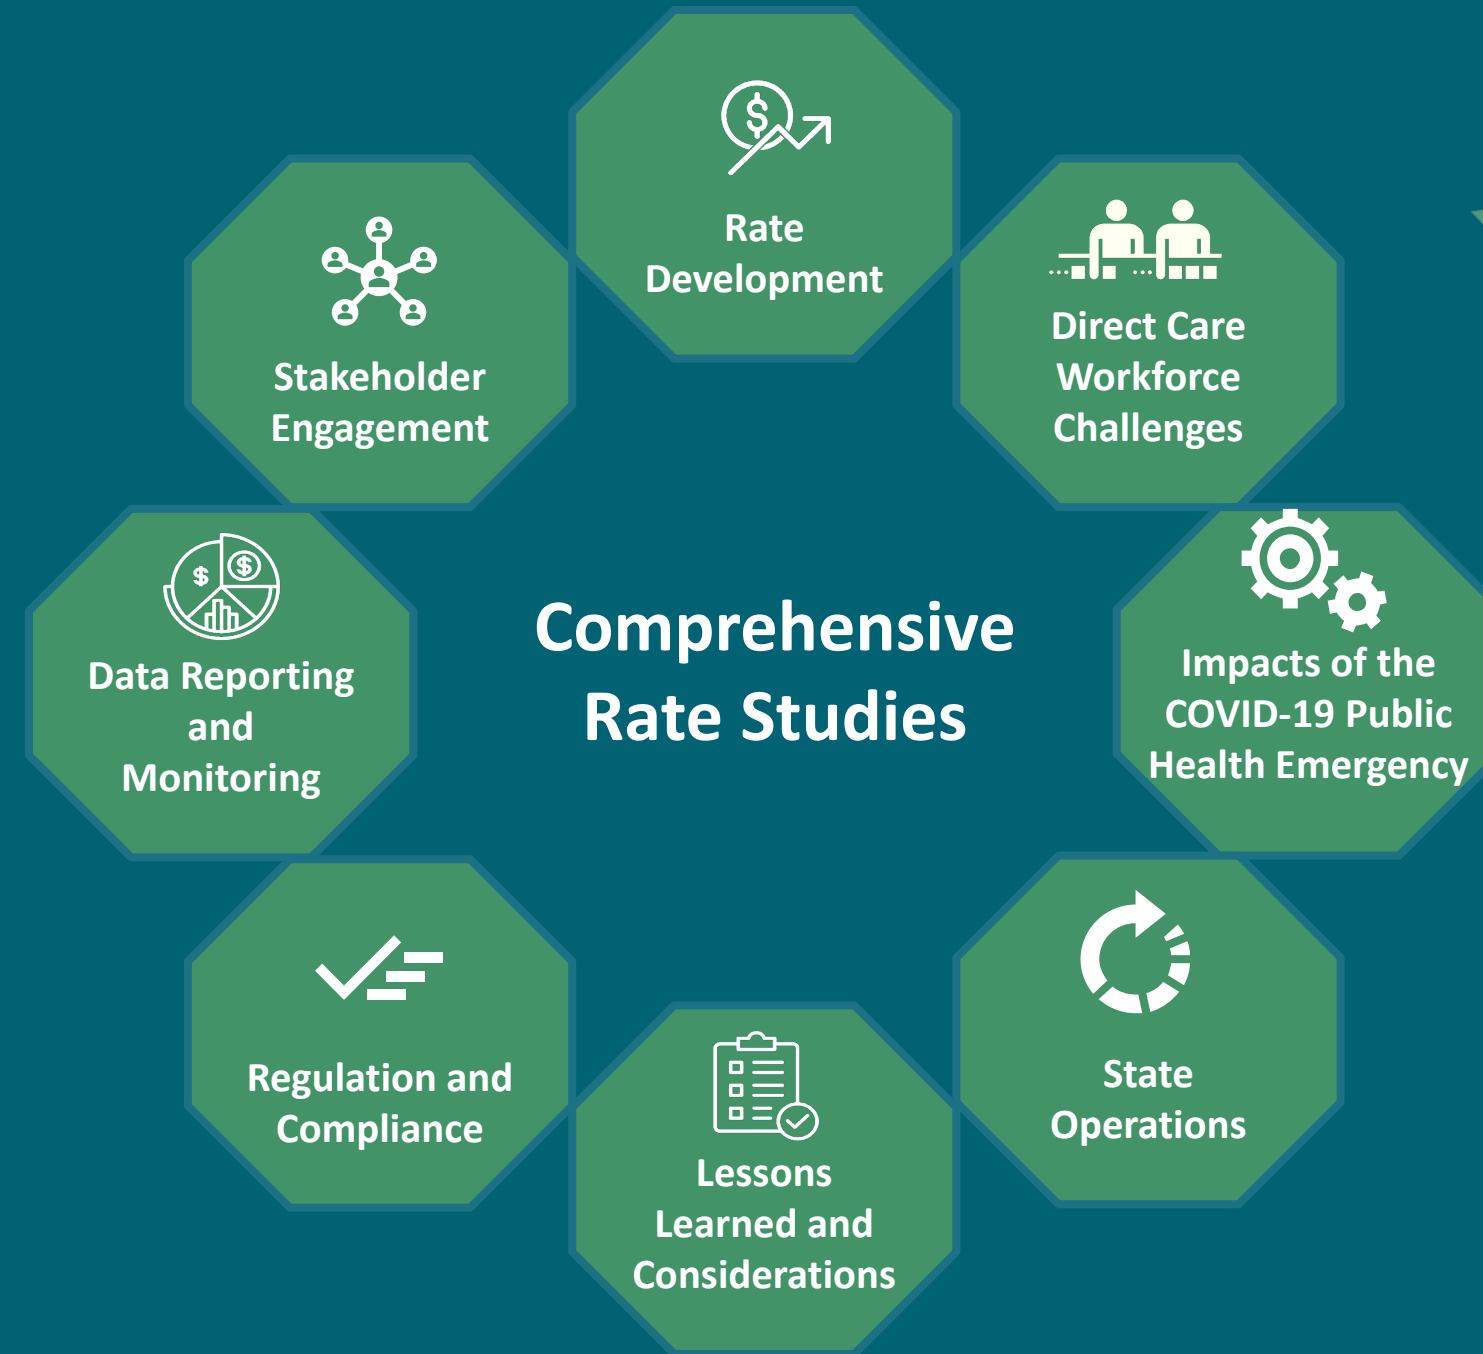 Rate
Development
Direct Care
Workforce
Challenges
Stakeholder
Engagement
Comprehensive
Rate Studies
Impacts of the
COVID-19 Public
Health Emergency
Data Reporting
and
Monitoring
State
Operations
Regulation and
Compliance
Lessons
Learned and
Considerations
$
$
$